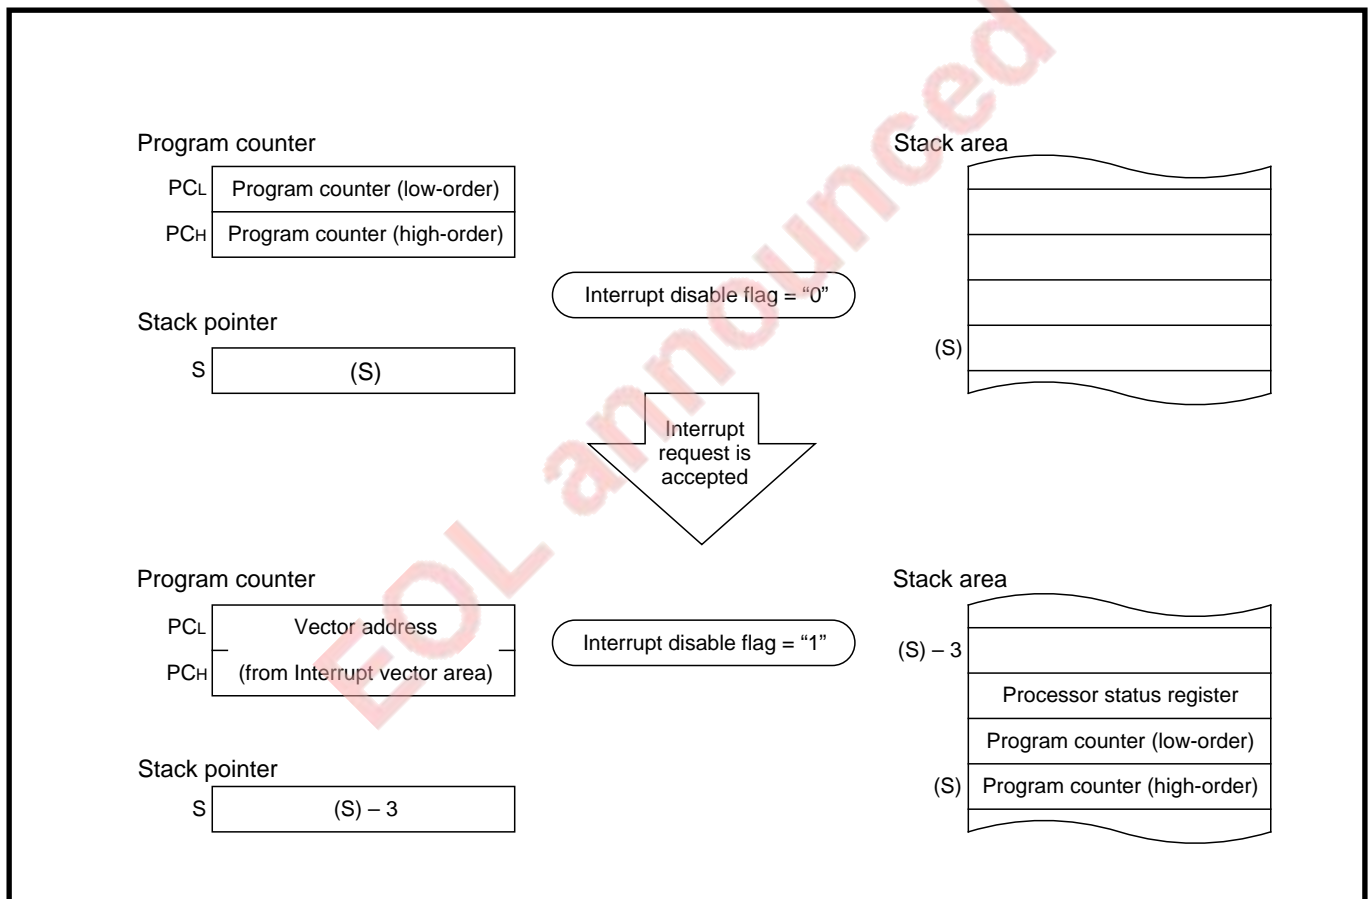 Program counter
PCL Program counter (low-order)
PCH Program counter (high-order)
Stack pointer
S (S)
Interrupt disable flag = “0”
Stack area
(S)
Interrupt
request is
accepted
Program counter
PCL Vector address
PCH (from Interrupt vector area)
Stack pointer
S (S) – 3
Interrupt disable flag = “1”
Stack area
(S) – 3
Processor status register
Program counter (low-order)
(S) Program counter (high-order)
EOL announced